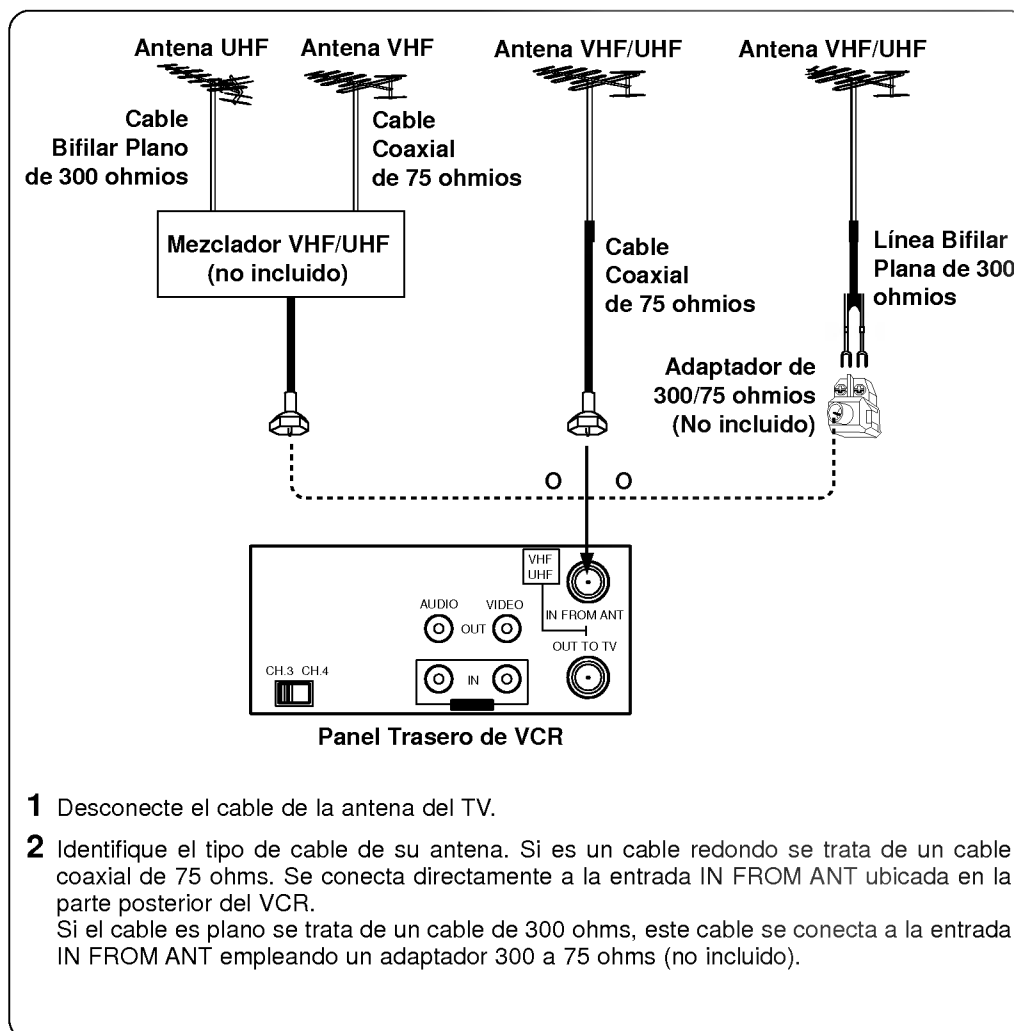 Antena UHF
Antena VHF
Antena VHF/UHF
Antena VHF/UHF
Cable
Bifilar Plano
de 300 ohmios
Cable
Coaxial
de 75 ohmios
Mezclador VHF/UHF
(no incluido)
Cable
Coaxial
de 75 ohmios
Línea Bifilar
Plana de 300
ohmios
Adaptador de
300/75 ohmios
(No incluido)
O
O
VHF
UHF
AUDIO
VIDEO
IN FROM ANT
OUT
OUT TO TV
CH.3 CH.4
IN
Panel Trasero de VCR
1 Desconecte el cable de la antena del TV.
2 Identifique el tipo de cable de su antena. Si es un cable redondo se trata de un cable
coaxial de 75 ohms. Se conecta directamente a la entrada IN FROM ANT ubicada en la
parte posterior del VCR.
Si el cable es plano se trata de un cable de 300 ohms, este cable se conecta a la entrada
IN FROM ANT empleando un adaptador 300 a 75 ohms (no incluido).